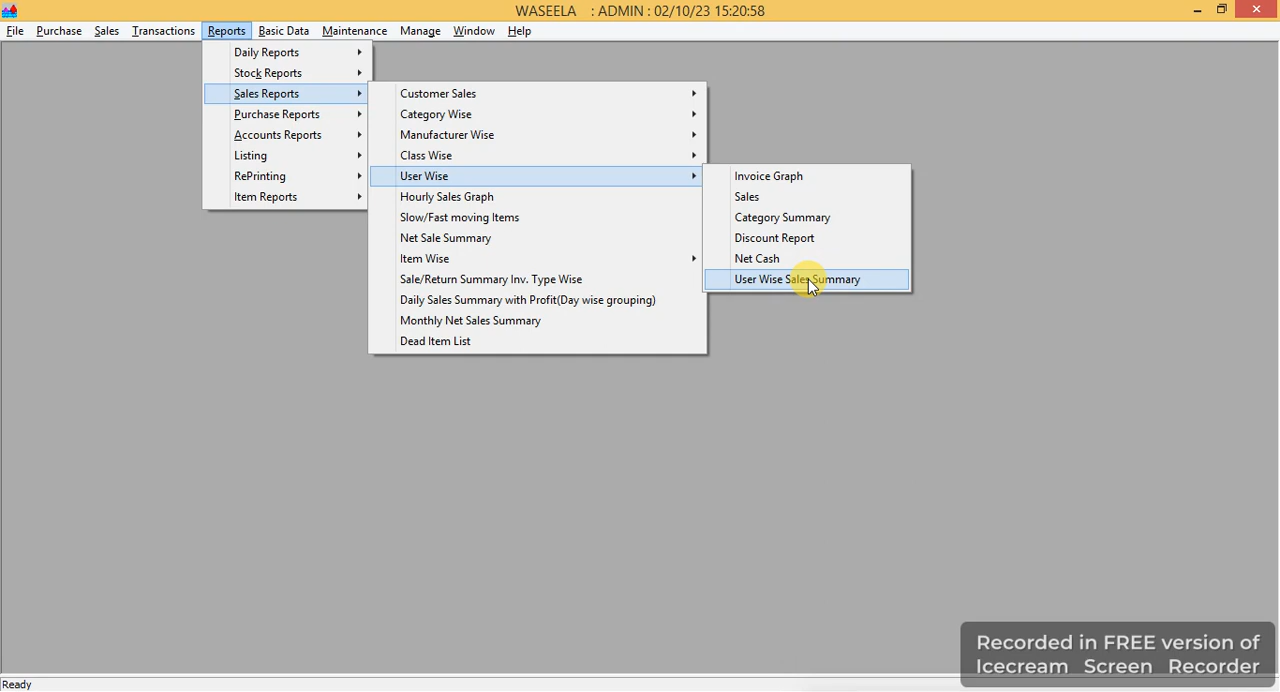 WASEELA : ADMIN : 02/10/23 15:20:58
File Purchase Sales Transactions Reports Basic Data Maintenance Manage Window Help
Daily Reports
Stock Reports
Sales Reports
Purchase Reports
Accounts Reports
Listing
RePrinting
Item Reports
Customer Sales
Category Wise
Manufacturer Wise
Class Wise
User Wise
Hourly Sales Graph
Slow/Fast moving Items
Net Sale Summary
Item Wise
Sale/Return Summary Inv. Type Wise
Daily Sales Summary with Profit(Day wise grouping)
Monthly Net Sales Summary
Dead Item List
Invoice Graph
Sales
Category Summary
Discount Report
Net Cash
User Wise Sales Summary
Recorded in FREE version of
Icecream Screen Recorder
Ready